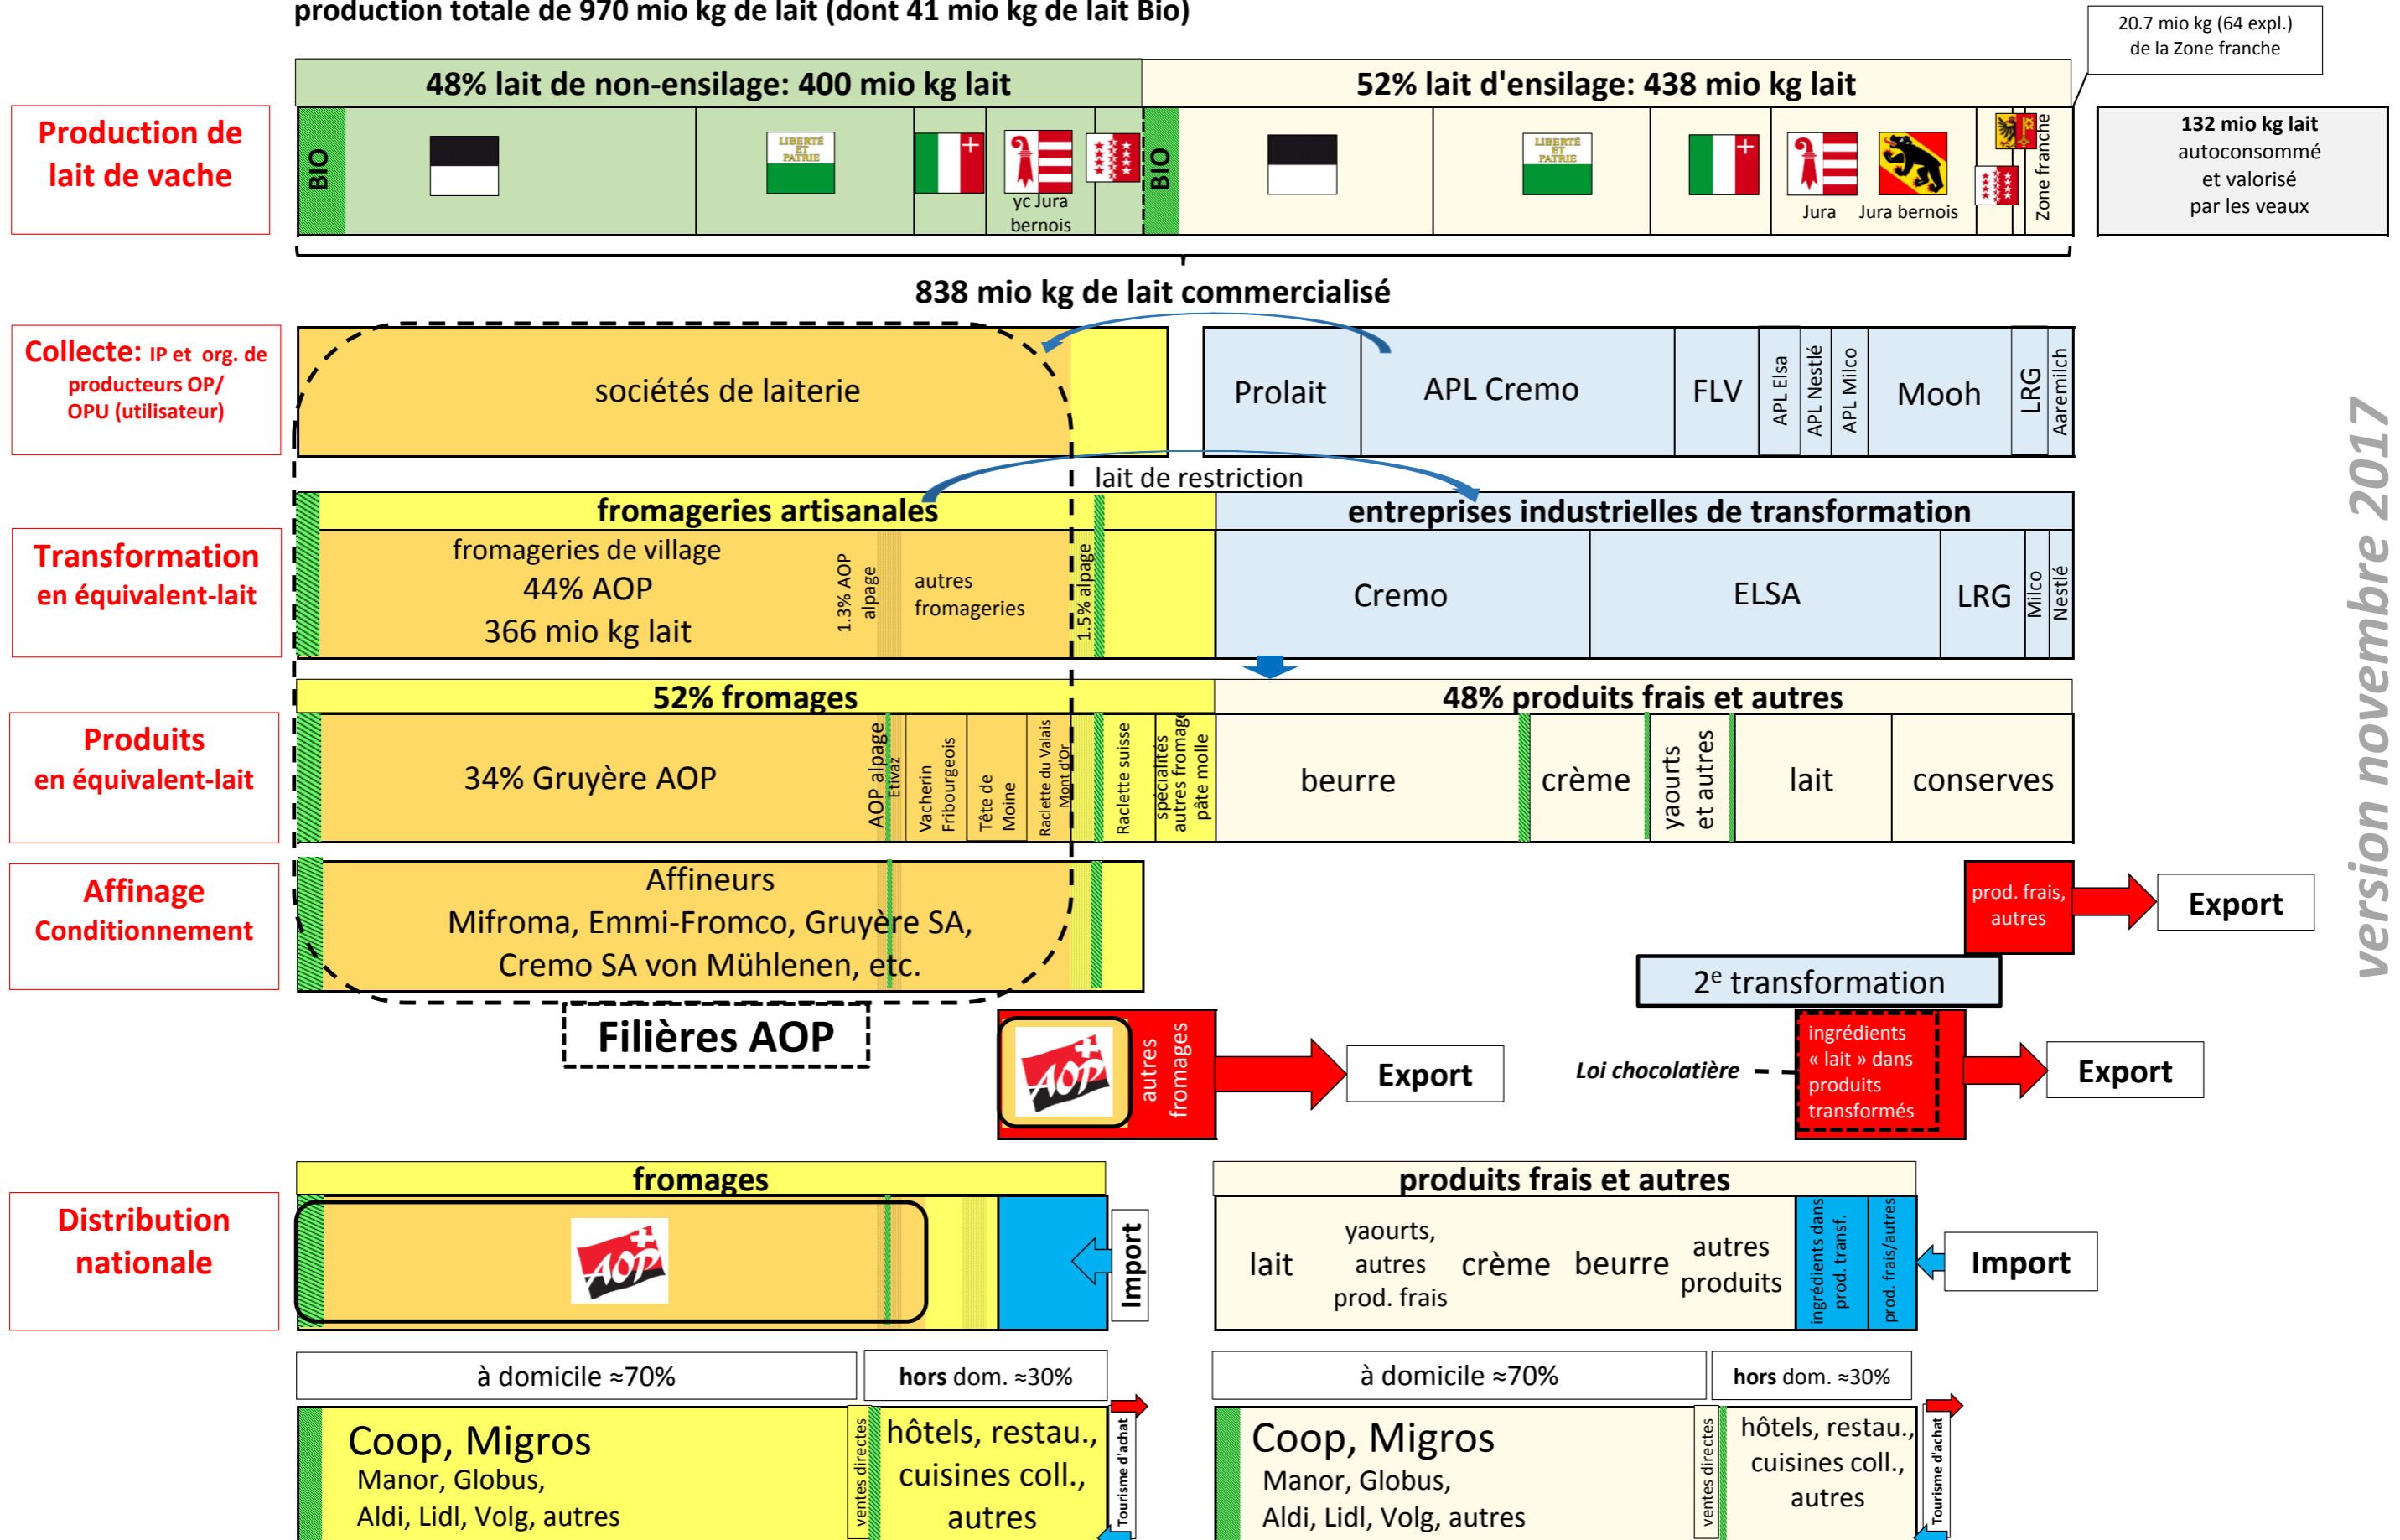 production totale de 970 mio kg de lait (dont 41 mio kg de lait Bio)
20.7 mio kg (64 expl.)
de la Zone franche
48% lait de non-ensilage: 400 mio kg lait
52% lait d'ensilage: 438 mio kg lait
Production de
lait de vache
BIO
LIBERTÉ
ET
PATRIE
yc Jura
bernois
BIO
LIBERTÉ
ET
PATRIE
Jura
Jura bernois
Zone franche
132 mio kg lait
autoconsommé
et valorisé
par les veaux
838 mio kg de lait commercialisé
Collecte: IP et org. de
producteurs OP/
OPU (utilisateur)
sociétés de laiterie
Prolait
APL Cremo
FLV
APL Elsa
APL Nestlé
APL Milco
Mooh
LRG
Aaremilch
version novembre 2017
lait de restriction
Transformation
en équivalent-lait
fromageries artisanales
fromageries de village
44% AOP
366 mio kg lait
1.3% AOP
alpage
autres
fromageries
1.5% alpage
entreprises industrielles de transformation
Cremo
ELSA
LRG
Milco
Nestlé
Produits
en équivalent-lait
52% fromages
34% Gruyère AOP
AOP alpage
Etivaz
Vacherin
Fribourgeois
Tête de
Moine
Raclette du Valais
Mont d'Or
Raclette suisse
spécialités
autres fromage
pâte molle
48% produits frais et autres
beurre
crème
yaourts
et autres
lait
conserves
Affinage
Conditionnement
Affineurs
Mifroma, Emmi-Fromco, Gruyère SA,
Cremo SA von Mühlenen, etc.
prod. frais,
autres
Export
2e transformation
Filières AOP
AOP
autres
fromages
Export
Loi chocolatière
ingrédients
« lait » dans
produits
transformés
Export
Distribution
nationale
fromages
AOP
Import
produits frais et autres
lait
yaourts,
autres
prod. frais
crème
beurre
autres
produits
ingrédients dans
prod. transf.
prod. frais/autres
Import
à domicile ≈70%
hors dom. ≈30%
à domicile ≈70%
hors dom. ≈30%
Coop, Migros
Manor, Globus,
Aldi, Lidl, Volg, autres
ventes directes
hôtels, restau.,
cuisines coll.,
autres
Tourisme d'achat
Coop, Migros
Manor, Globus,
Aldi, Lidl, Volg, autres
ventes directes
hôtels, restau.,
cuisines coll.,
autres
Tourisme d'achat